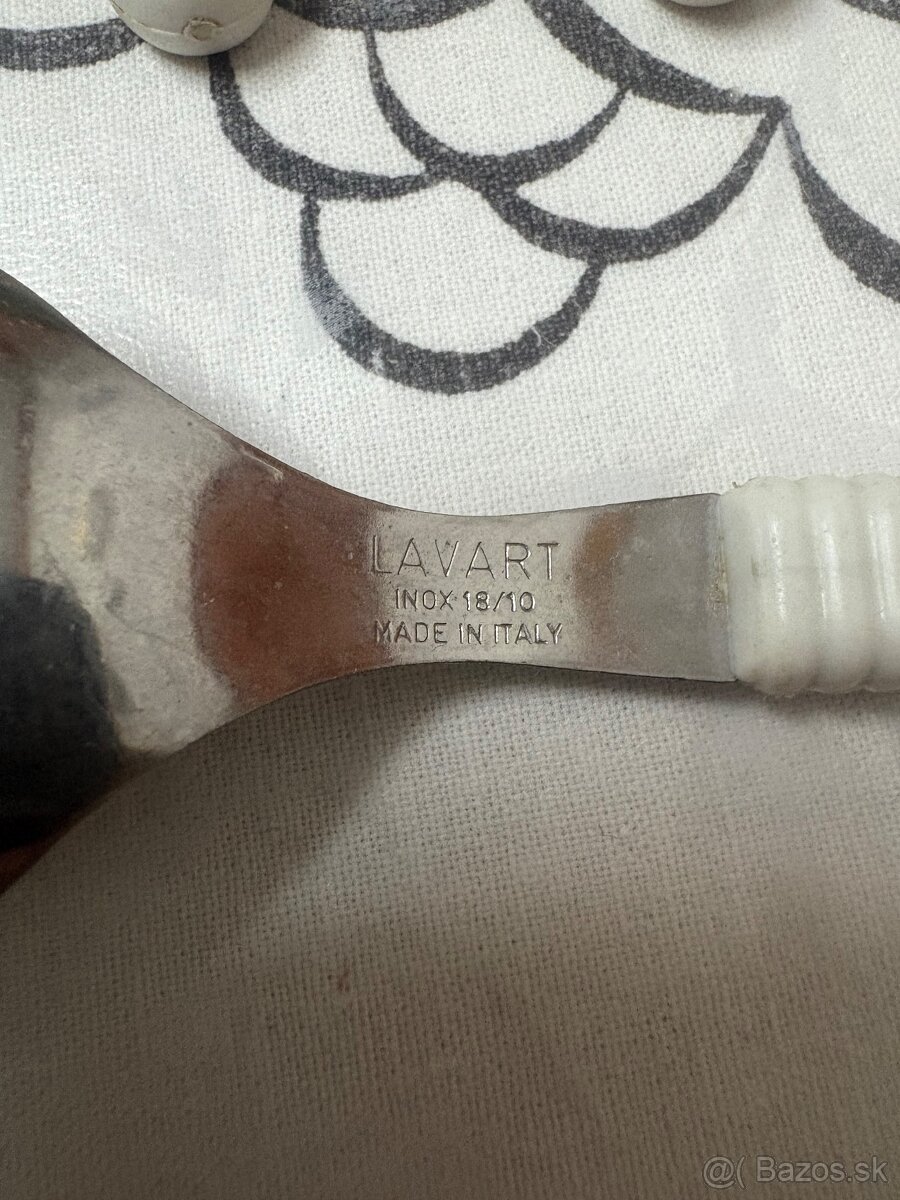 LAVART
INOX 18/10
MADE IN ITALY
@( Bazos.sk